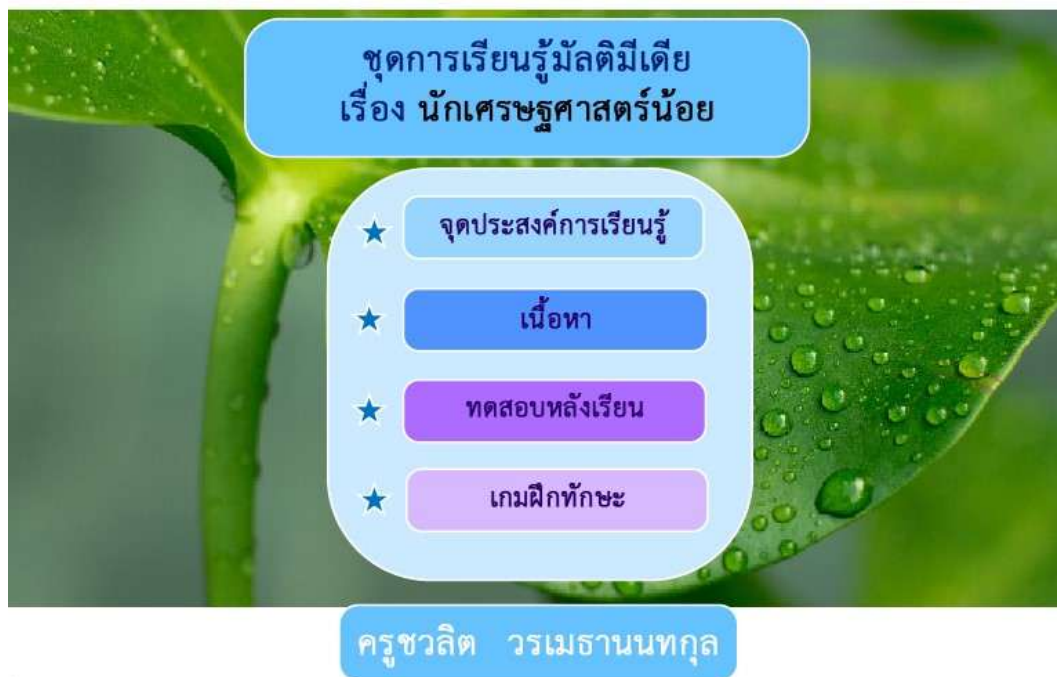 ชุดการเรียนรู้มัลติมีเดีย
เรื่อง นักเศรษฐศาสตร์น้อย
จุดประสงค์การเรียนรู้
เนื้อหา
ทดสอบหลังเรียน
เกมฝึกทักษะ
ครูชวลิต วรเมธานนทกุล